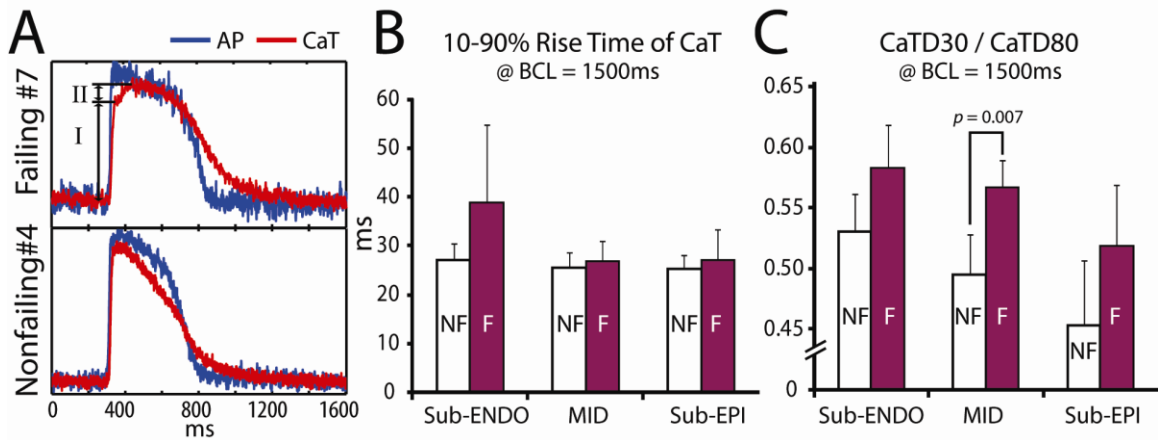 A
AP CaT
Failing #7
II
I
Nonfailing#4
0 400 800 1200 1600
ms
B
10-90% Rise Time of CaT
@ BCL = 1500ms
60
50
40
30
20
10
0
ms
NF F NF F NF F
Sub-ENDO MID Sub-EPI
C
CaTD30 / CaTD80
@ BCL = 1500ms
p = 0.007
0.60
0.55
0.50
0.45
0
NF F NF F NF F
Sub-ENDO MID Sub-EPI